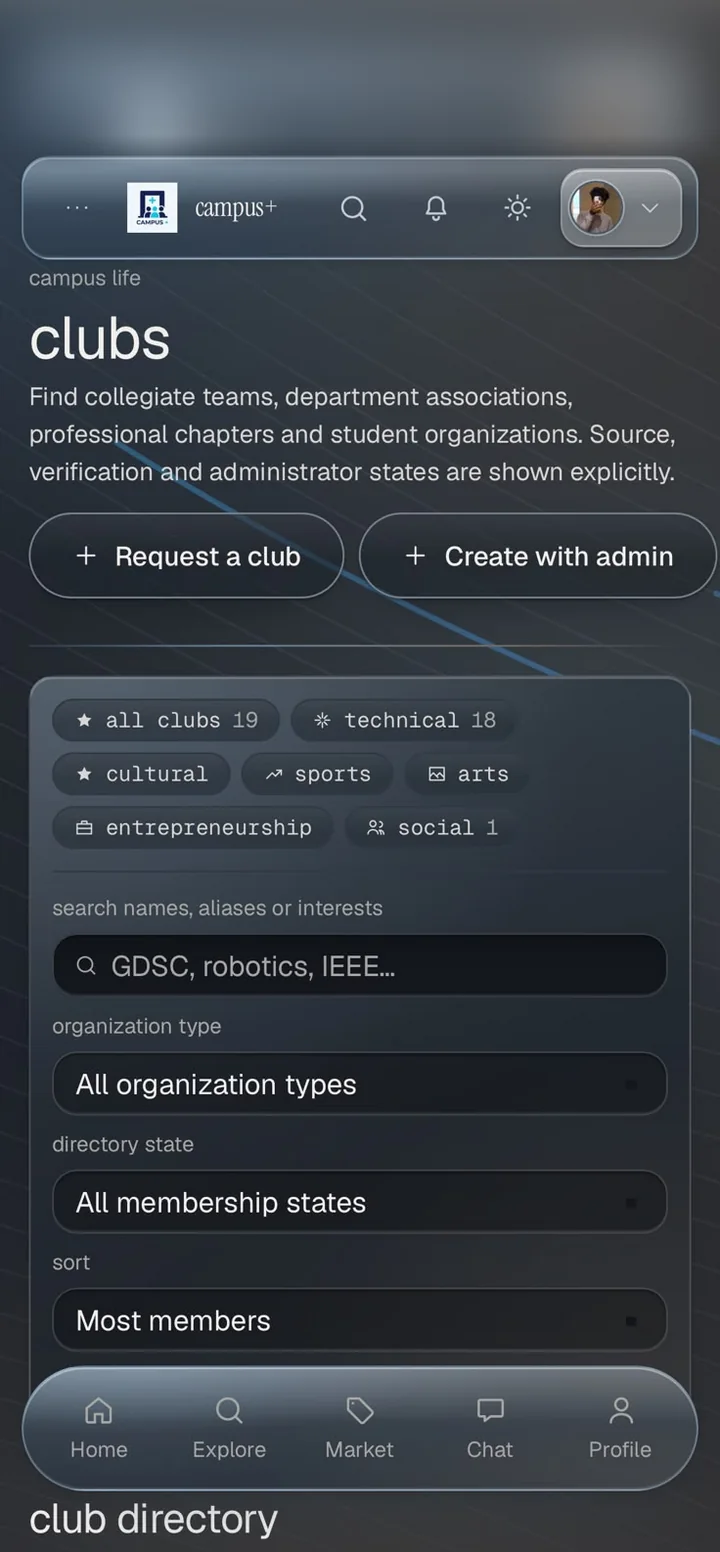 ··· CAMPUS+ campus+
campus life
clubs
Find collegiate teams, department associations,
professional chapters and student organizations. Source,
verification and administrator states are shown explicitly.
+ Request a club + Create with admin
all clubs 19 technical 18
cultural sports arts
entrepreneurship social 1
search names, aliases or interests
GDSC, robotics, IEEE...
organization type
All organization types
directory state
All membership states
sort
Most members
Home Explore Market Chat Profile
club directory